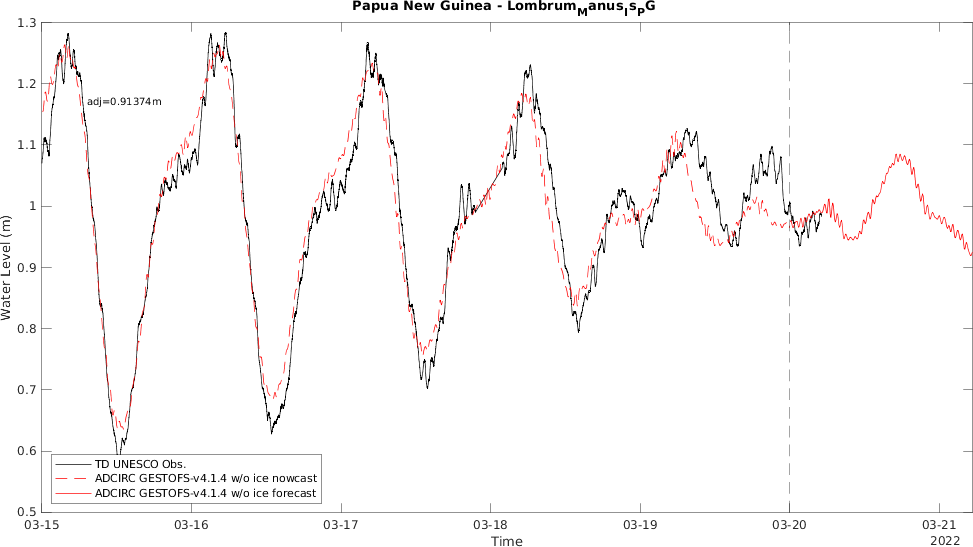 Papua New Guinea - Lombrum_Manus_Is_PG
1.3
1.2
1.1
1
0.9
0.8
0.7
0.6
0.5
Water Level (m)
adj=0.91374m
TD UNESCO Obs.
ADCIRC GESTOFS-v4.1.4 w/o ice nowcast
ADCIRC GESTOFS-v4.1.4 w/o ice forecast
03-15 03-16 03-17 03-18 03-19 03-20 03-21
Time
2022